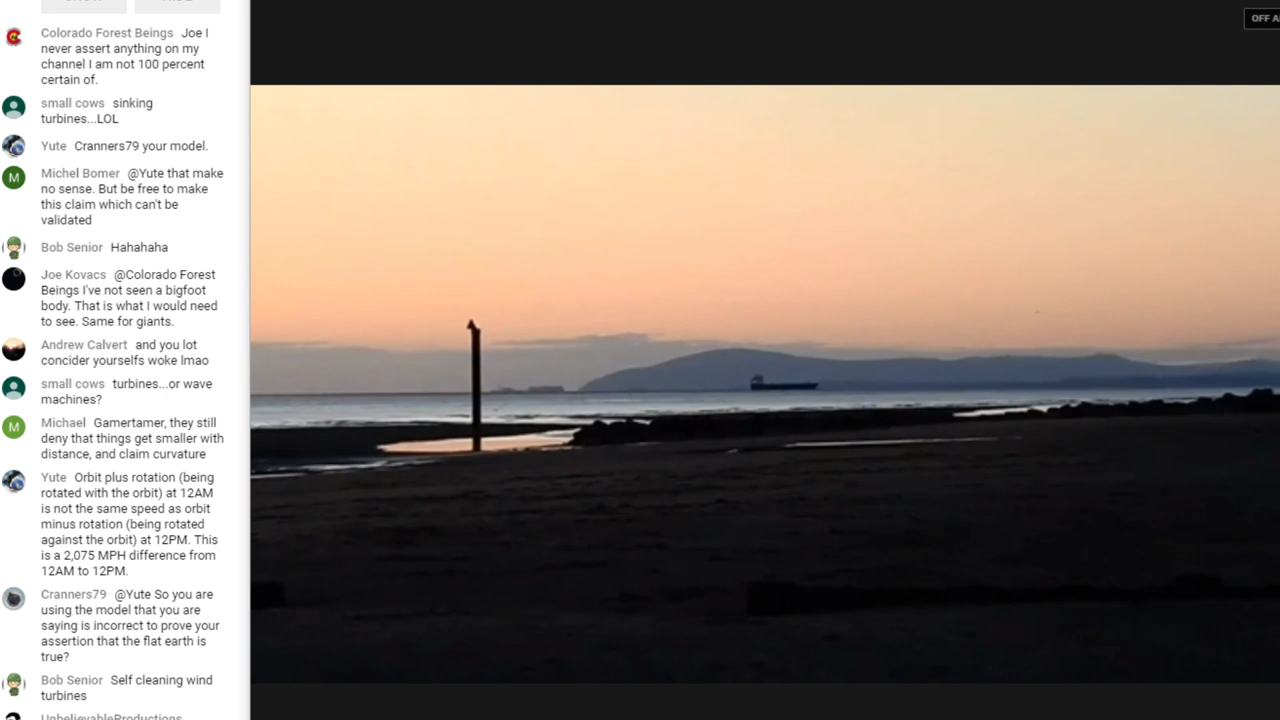 OFF A
Colorado Forest Beings Joe I
never assert anything on my
channel I am not 100 percent
certain of.
small cows sinking
turbines...LOL
Yute Cranners79 your model.
M
Michel Bomer @Yute that make
no sense. But be free to make
this claim which can't be
validated
Bob Senior Hahahaha
Joe Kovacs @Colorado Forest
Beings I've not seen a bigfoot
body. That is what I would need
to see. Same for giants.
Andrew Calvert and you lot
concider yourselfs woke lmao
small cows turbines...or wave
machines?
M
Michael Gamertamer, they still
deny that things get smaller with
distance, and claim curvature
Yute Orbit plus rotation (being
rotated with the orbit) at 12AM
is not the same speed as orbit
minus rotation (being rotated
against the orbit) at 12PM. This
is a 2,075 MPH difference from
12AM to 12PM.
Cranners79 @Yute So you are
using the model that you are
saying is incorrect to prove your
assertion that the flat earth is
true?
Bob Senior Self cleaning wind
turbines
UnbelievableProductions